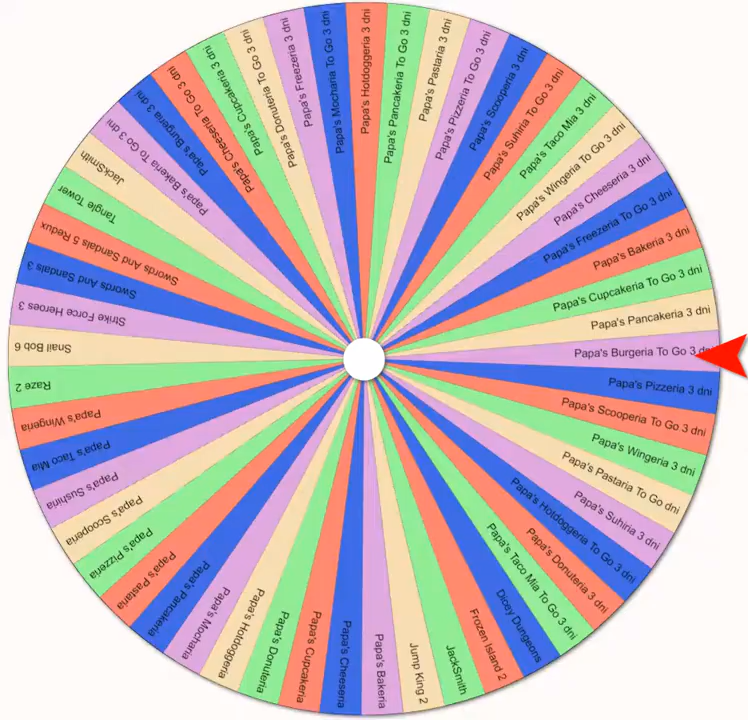 Papa's Hotdoggeria 3 dni
Papa's Pancakeria To Go 3 dni
Papa's Pastaria 3 dni
Papa's Pizzeria To Go 3 dni
Papa's Scooperia 3 dni
Papa's Suhiria To Go 3 dni
Papa's Taco Mia 3 dni
Papa's Wingeria To Go 3 dni
Papa's Cheeseria 3 dni
Papa's Freezeria To Go 3 dni
Papa's Bakeria 3 dni
Papa's Cupcakeria To Go 3 dni
Papa's Pancakeria 3 dni
Papa's Burgeria To Go 3 dni
Papa's Pizzeria 3 dni
Papa's Scooperia To Go 3 dni
Papa's Wingeria 3 dni
Papa's Pastaria To Go dni
Papa's Suhiria 3 dni
Papa's Hotdoggeria To Go 3 dni
Papa's Donuteria 3 dni
Papa's Taco Mia To Go 3 dni
Dicey Dungeons
Frozen Island 2
JackSmith
Jump King 2
Papa's Bakeria
Papa's Cheeseria
Papa's Cupcakeria
Papa's Donuteria
Papa's Hotdoggeria
Papa's Mocharia
Papa's Pancakeria
Papa's Pastaria
Papa's Pizzeria
Papa's Scooperia
Papa's Sushiria
Papa's Taco Mia
Papa's Wingeria
Raze 2
Snail Bob 6
Strike Force Heroes 3
Swords And Sandals 3
Swords And Sandals 5 Redux
Tangle Tower
JackSmith
Papa's Bakeria To Go 3 dni
Papa's Burgeria 3 dni
Papa's Cheeseria To Go 3 dni
Papa's Cupcakeria 3 dni
Papa's Donuteria To Go 3 dni
Papa's Freezeria 3 dni
Papa's Mocharia To Go 3 dni